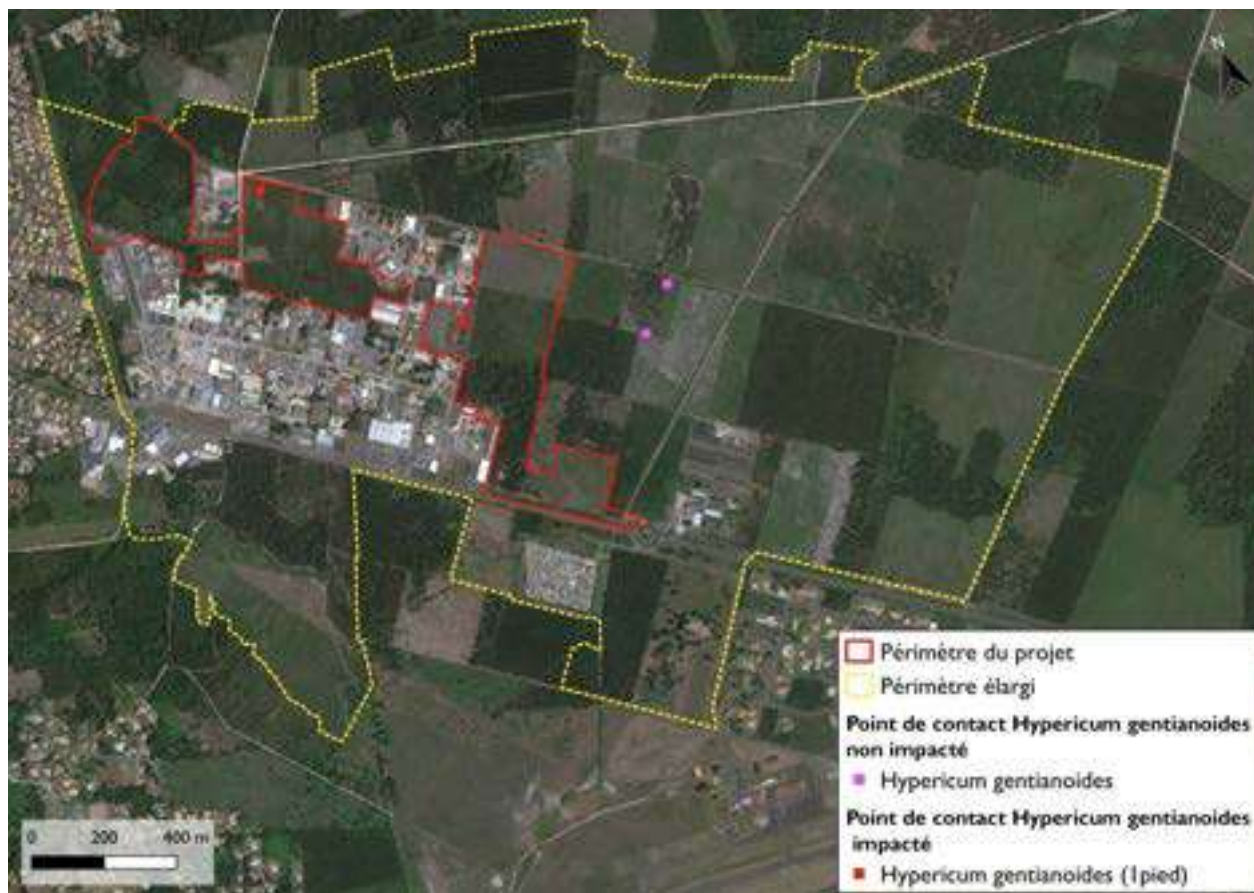 N
Périmètre du projet
Périmètre élargi
Point de contact Hypericum gentianoides
non impacté
Hypericum gentianoides
Point de contact Hypericum gentianoides
impacté
Hypericum gentianoides (1pied)
0 200 400 m